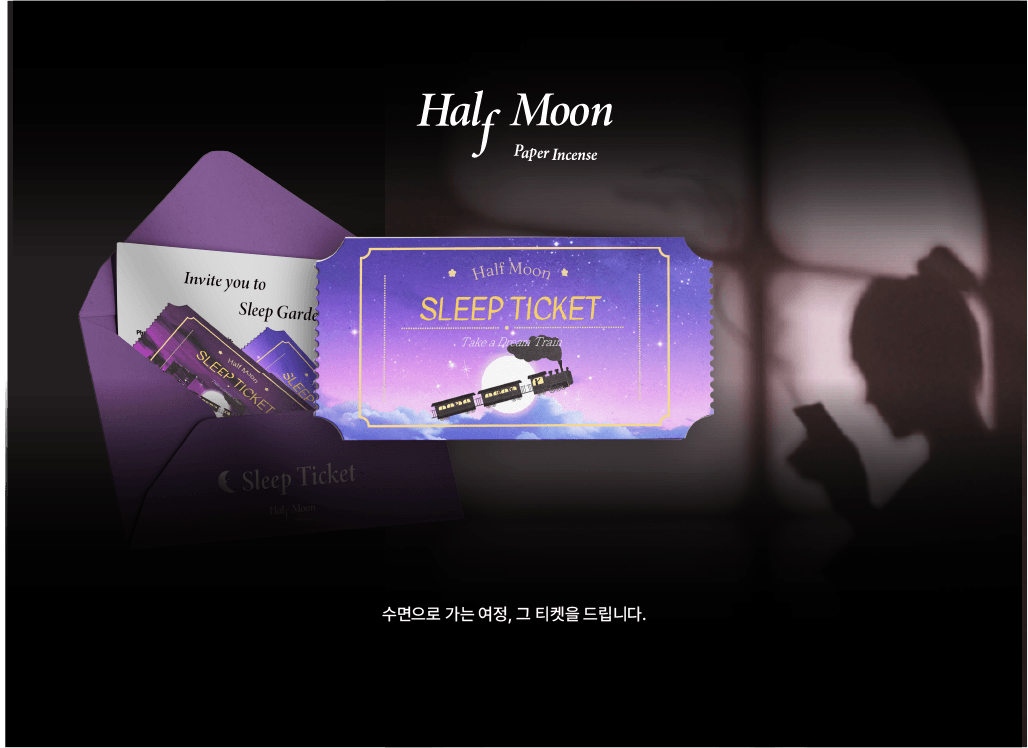 Half Moon
Paper Incense
Invite you to
Sleep Garde
Half Moon
SLEEP TICKET
Take a Dream Train
Half Moon
SLEEP TICKET
SLEEP
Sleep Ticket
Half Moon
수면으로 가는 여정, 그 티켓을 드립니다.